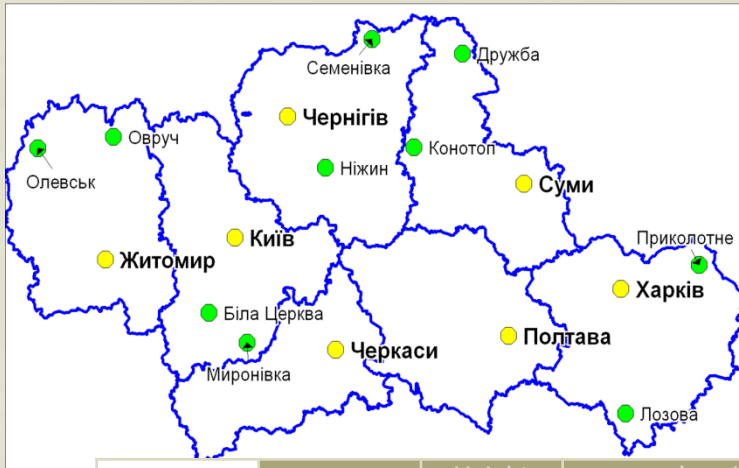 Семенівка
Дружба
Чернігів
Овруч
Конотоп
Ніжин
Олевськ
Суми
Київ
Приколотне
Житомир
Харків
Біла Церква
Полтава
Черкаси
Миронівка
Лозова